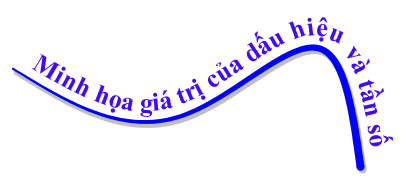 Minh họa giá trị của dấu hiệu và tần số